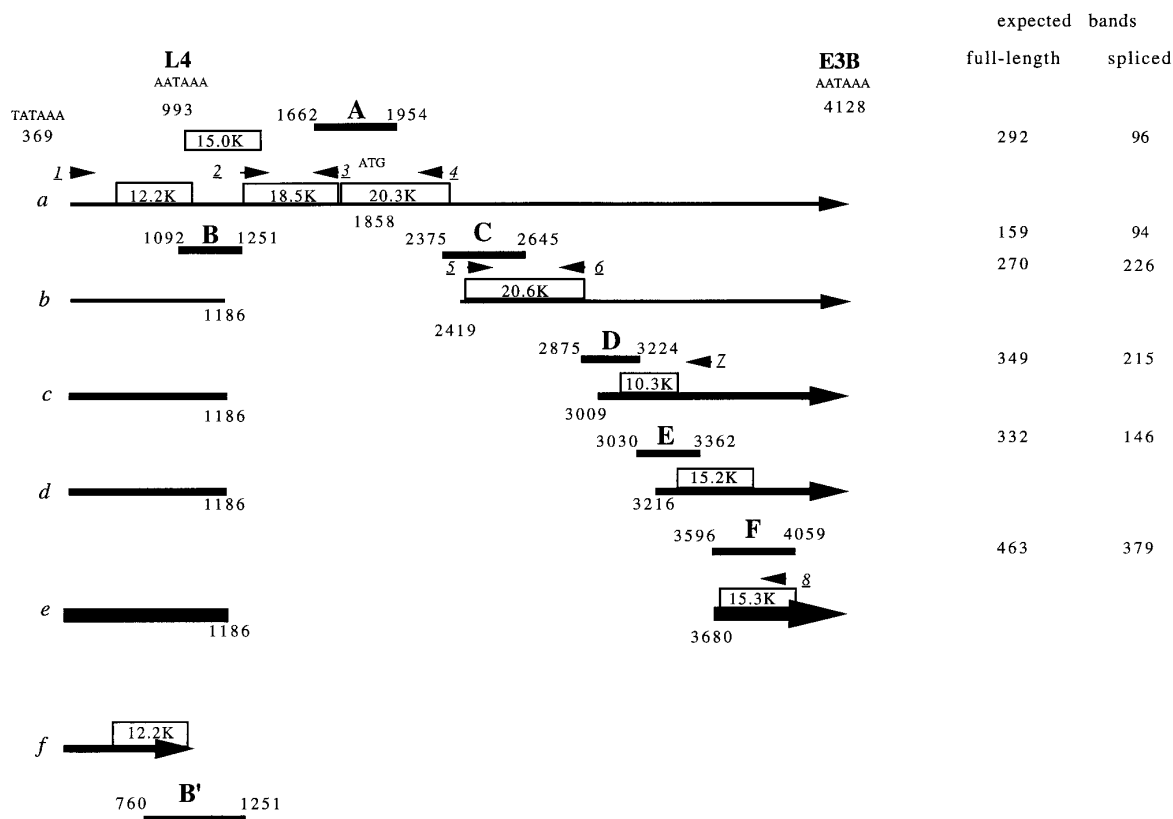 expected bands
L4 E3B full-length spliced
AATAAA AATAAA
TATAAA 993 1662 A 1954 4128
369 15.0K 292 96
1 2 3 ATG 4
a 12.2K 18.5K 20.3K
1858
1092 B 1251 2375 C 2645 159 94
5 6 270 226
b 20.6K
1186 2419
2875 D 3224 7 349 215
c 10.3K
1186 3009
3030 E 3362 332 146
d 15.2K
1186 3216
3596 F 4059 463 379
8
e 15.3K
1186 3680
f 12.2K
760 B' 1251